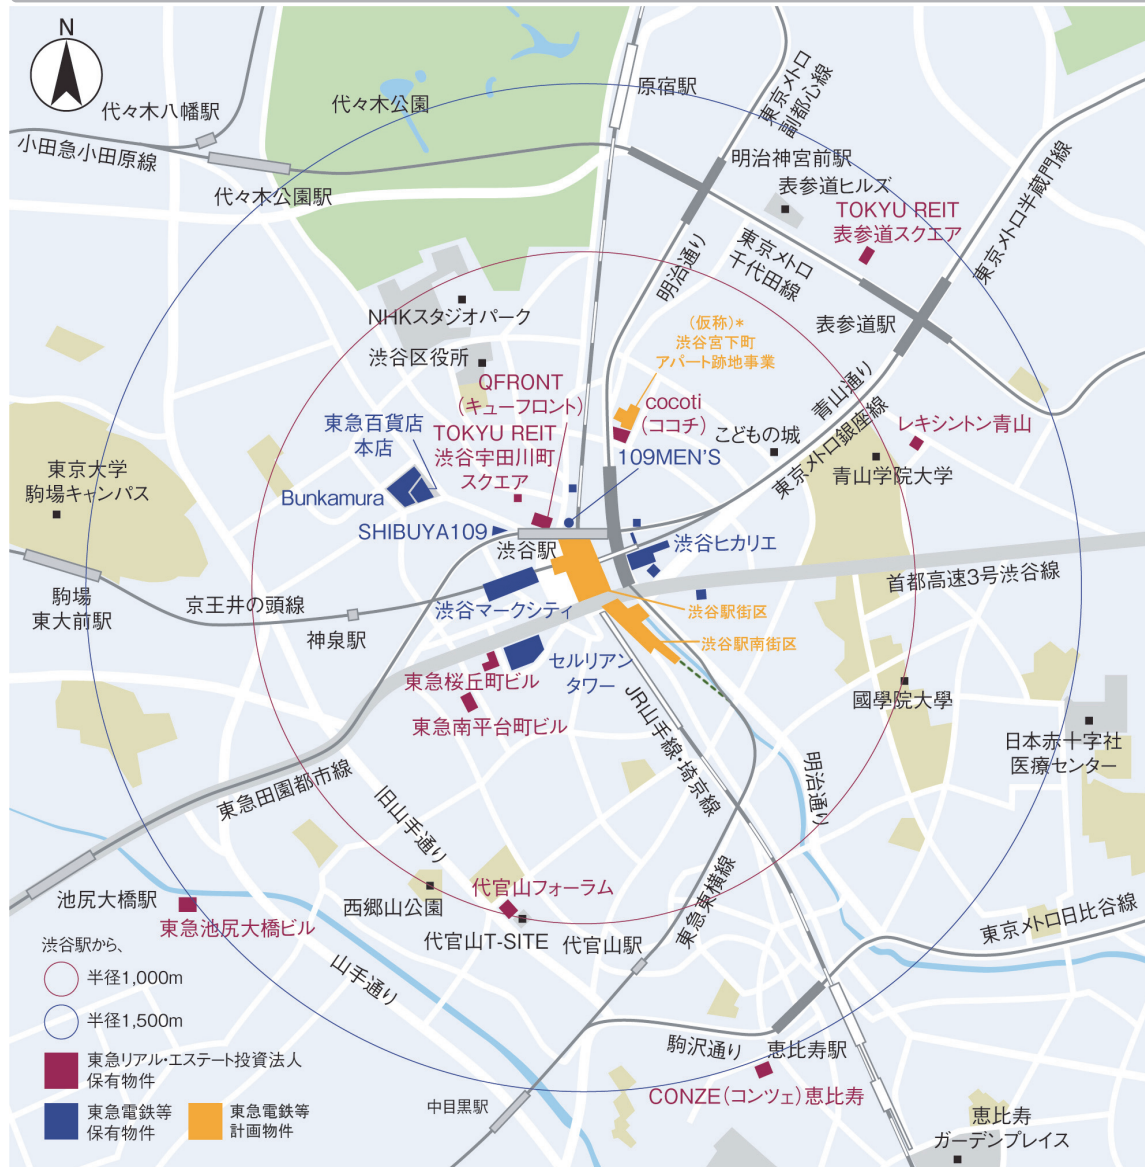 N
代々木八幡駅
小田急小田原線
代々木公園駅
代々木公園
原宿駅
東京メトロ
副都心線
明治神宮前駅
表参道ヒルズ
TOKYU REIT
表参道スクエア
東京メトロ半蔵門線
明治通り
東京メトロ
千代田線
表参道駅
NHKスタジオパーク
渋谷区役所
(仮称)*
渋谷宮下町
アパート跡地事業
QFRONT
(キューフロント)
cocoti
(ココチ)
青山通り
東京メトロ銀座線
レキシントン青山
東急百貨店
本店
TOKYU REIT
渋谷宇田川町
スクエア
109MEN'S
こどもの城
青山学院大学
東京大学
駒場キャンパス
Bunkamura
SHIBUYA109
渋谷駅
渋谷ヒカリエ
首都高速3号渋谷線
駒場
東大前駅
京王井の頭線
神泉駅
渋谷マークシティ
渋谷駅街区
渋谷駅南街区
セルリアン
タワー
東急桜丘町ビル
東急南平台町ビル
JR山手線・埼京線
國學院大學
日本赤十字社
医療センター
明治通り
東急田園都市線
旧山手通り
池尻大橋駅
東急池尻大橋ビル
西郷山公園
代官山フォーラム
代官山T-SITE
代官山駅
東急東横線
東京メトロ日比谷線
山手通り
駒沢通り
恵比寿駅
CONZE(コンツェ)恵比寿
中目黒駅
恵比寿
ガーデンプレイス
渋谷駅から、
半径1,000m
半径1,500m
東急リアル・エステート投資法人
保有物件
東急電鉄等
保有物件
東急電鉄等
計画物件